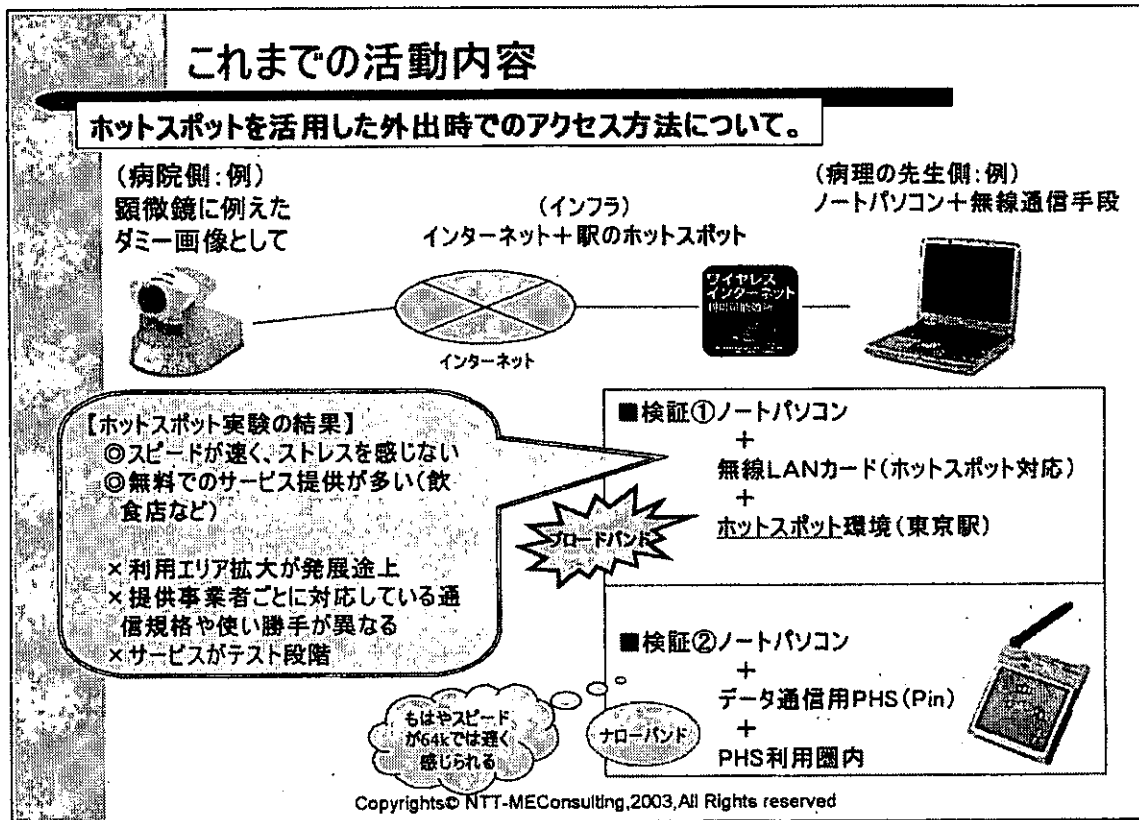 これまでの活動内容
ホットスポットを活用した外出時でのアクセス方法について。
(病院側:例)
顕微鏡に例えた
ダミー画像として
(インフラ)
インターネット+駅のホットスポット
(病理の先生側:例)
ノートパソコン+無線通信手段
ワイヤレス
インターネット
インターネット
【ホットスポット実験の結果】
◎スピードが速く、ストレスを感じない
◎無料でのサービス提供が多い(飲
食店など)
×利用エリア拡大が発展途上
×提供事業者ごとに対応している通
信規格や使い勝手が異なる
×サービスがテスト段階
ブロードバンド
■検証①ノートパソコン
+
無線LANカード(ホットスポット対応)
+
ホットスポット環境(東京駅)
■検証②ノートパソコン
+
データ通信用PHS(Pin)
+
PHS利用圏内
もはやスピード
が64kでは遅く
感じられる
ナローバンド
Copyrights© NTT-MEConsulting,2003,All Rights reserved